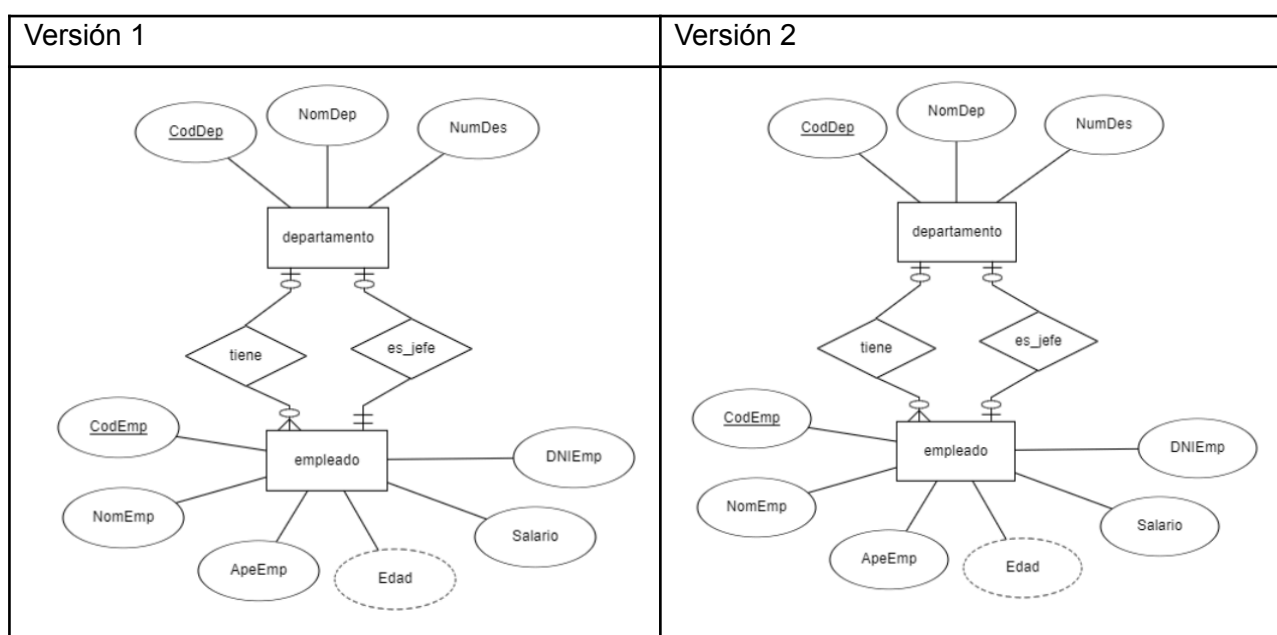 Versión 1
Versión 2
CodDep
NomDep
NumDes
departamento
tiene
es_jefe
CodEmp
empleado
DNIEmp
NomEmp
Salario
ApeEmp
Edad
CodDep
NomDep
NumDes
departamento
tiene
es_jefe
CodEmp
empleado
DNIEmp
NomEmp
Salario
ApeEmp
Edad